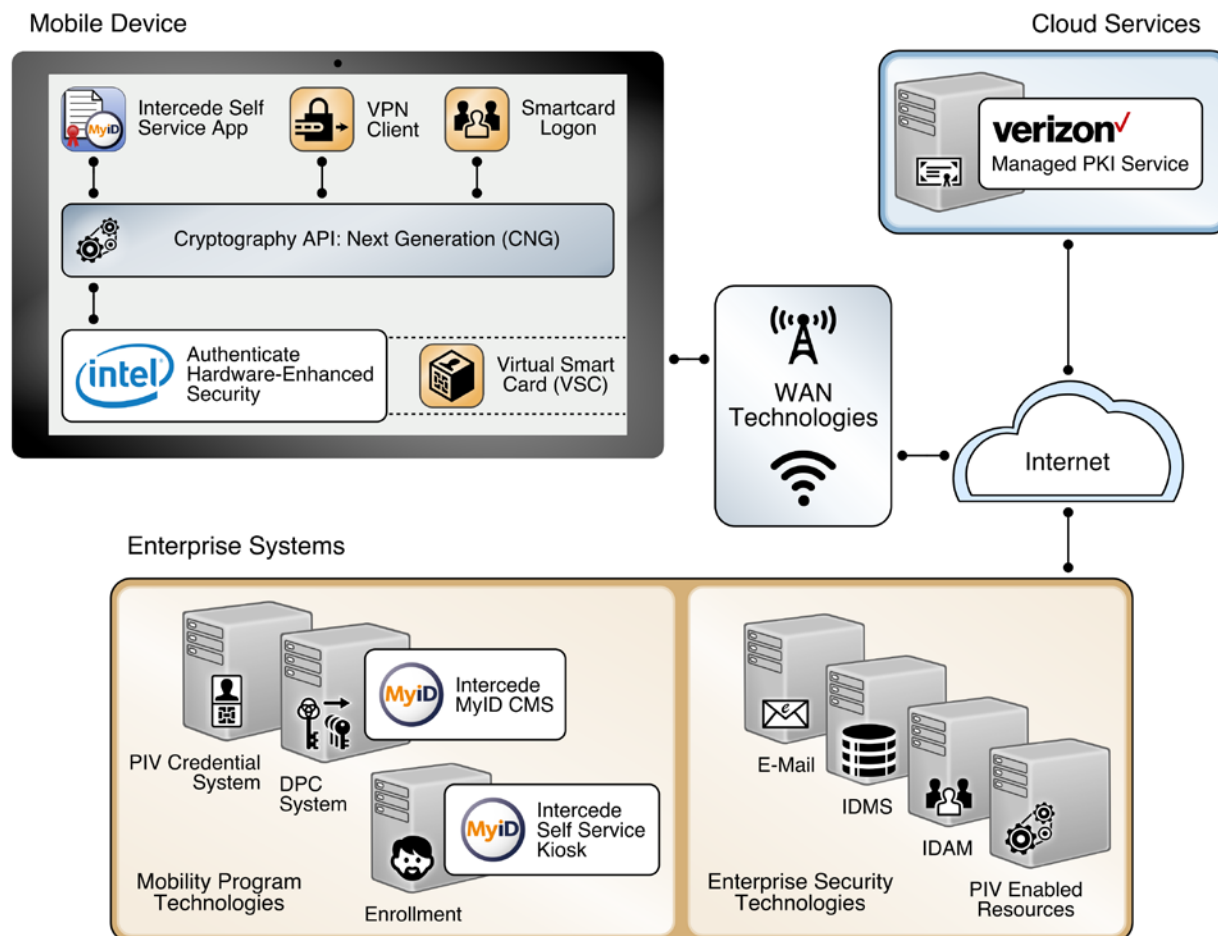 Mobile Device
Cloud Services
Intercede Self
Service App
MyiD
VPN
Client
Smartcard
Logon
verizon
Managed PKI Service
Cryptography API: Next Generation (CNG)
intel
Authenticate
Hardware-Enhanced
Security
Virtual Smart
Card (VSC)
WAN
Technologies
Internet
Enterprise Systems
PIV Credential
System
DPC
System
MyiD
Intercede
MyID CMS
MyiD
Intercede
Self Service
Kiosk
Enrollment
Mobility Program
Technologies
e
E-Mail
IDMS
IDAM
PIV Enabled
Resources
Enterprise Security
Technologies